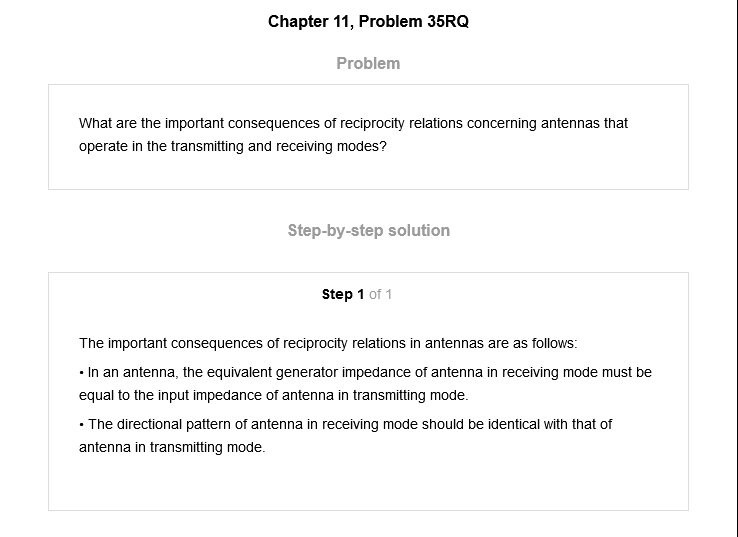 Chapter 11, Problem 35RQ
Problem
What are the important consequences of reciprocity relations concerning antennas that
operate in the transmitting and receiving modes?
Step-by-step solution
Step 1 of 1
The important consequences of reciprocity relations in antennas are as follows:
• In an antenna, the equivalent generator impedance of antenna in receiving mode must be
equal to the input impedance of antenna in transmitting mode.
• The directional pattern of antenna in receiving mode should be identical with that of
antenna in transmitting mode.